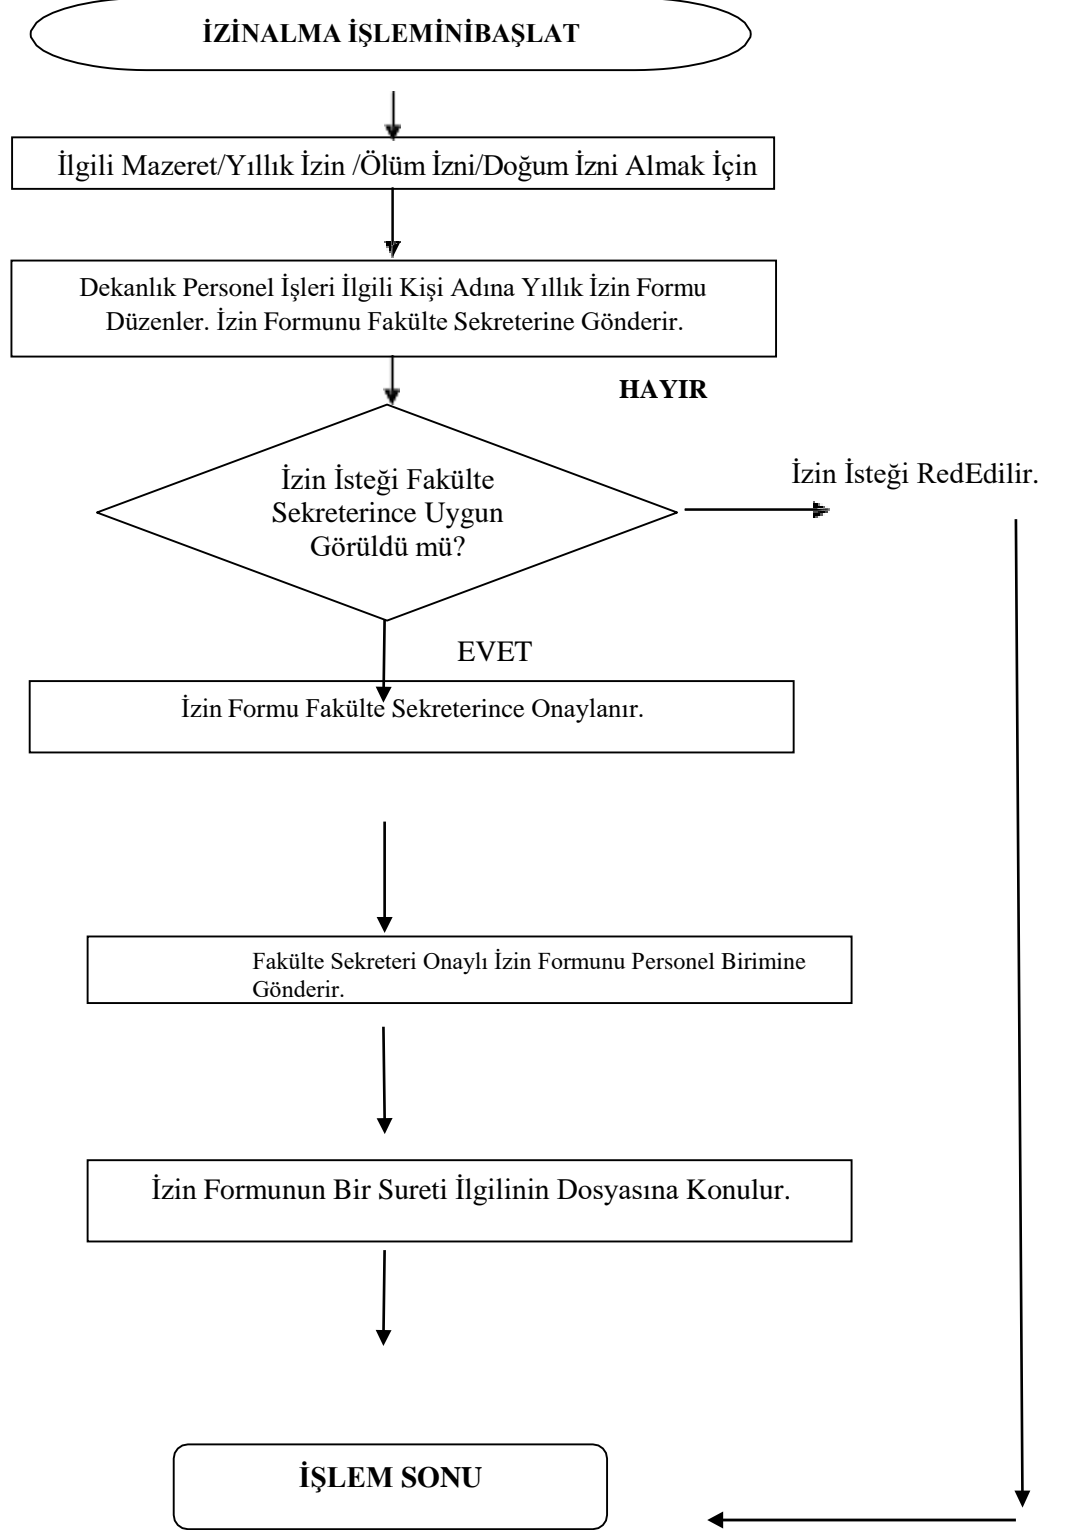 İZİNALMA İŞLEMİNİBAŞLAT
İlgili Mazeret/Yıllık İzin /Ölüm İzni/Doğum İzni Almak İçin
Dekanlık Personel İşleri İlgili Kişi Adına Yıllık İzin Formu
Düzenler. İzin Formunu Fakülte Sekreterine Gönderir.
HAYIR
İzin İsteği Fakülte
Sekreterince Uygun
Görüldü mü?
İzin İsteği RedEdilir.
EVET
İzin Formu Fakülte Sekreterince Onaylanır.
Fakülte Sekreteri Onaylı İzin Formunu Personel Birimine
Gönderir.
İzin Formunun Bir Sureti İlgilinin Dosyasına Konulur.
İŞLEM SONU